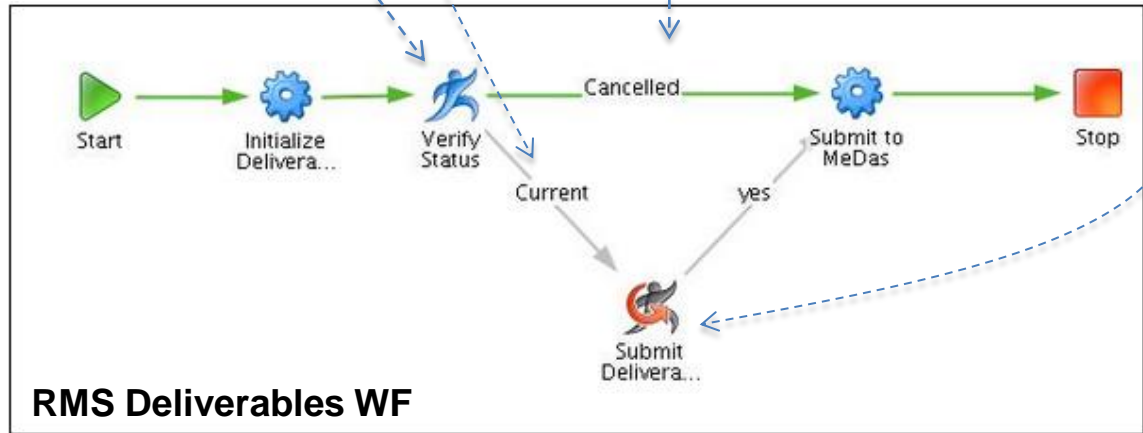 Cancelled
Start
Initialize
Delivera...
Verify
Status
Submit to
MeDas
Stop
Current
yes
Submit
Delivera...
RMS Deliverables WF